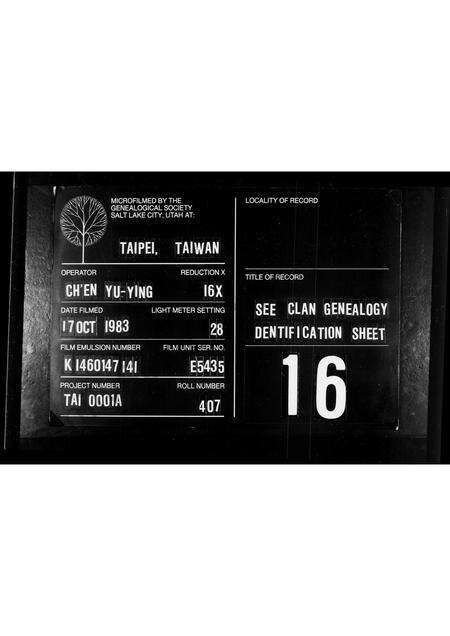 MICROFILMED BY THE
GENEALOGICAL SOCIETY
SALT LAKE CITY, UTAH AT:
TAIPEI, TAIWAN
OPERATOR REDUCTION X
CH'EN YU-YING 16X
DATE FILMED LIGHT METER SETTING
17 OCT 1983 28
FILM EMULSION NUMBER FILM UNIT SER. NO.
K 1460147 141 E5435
PROJECT NUMBER ROLL NUMBER
TAI 0001A 407
LOCALITY OF RECORD
TITLE OF RECORD
SEE CLAN GENEALOGY
DENTIFICATION SHEET
16